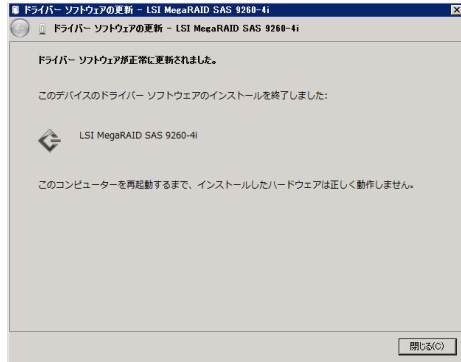 ドライバー ソフトウェアの更新 - LSI MegaRAID SAS 9260-4i
ドライバー ソフトウェアの更新 - LSI MegaRAID SAS 9260-4i
ドライバー ソフトウェアが正常に更新されました。
このデバイスのドライバー ソフトウェアのインストールを終了しました:
LSI MegaRAID SAS 9260-4i
このコンピューターを再起動するまで、インストールしたハードウェアは正しく動作しません。
閉じる(C)